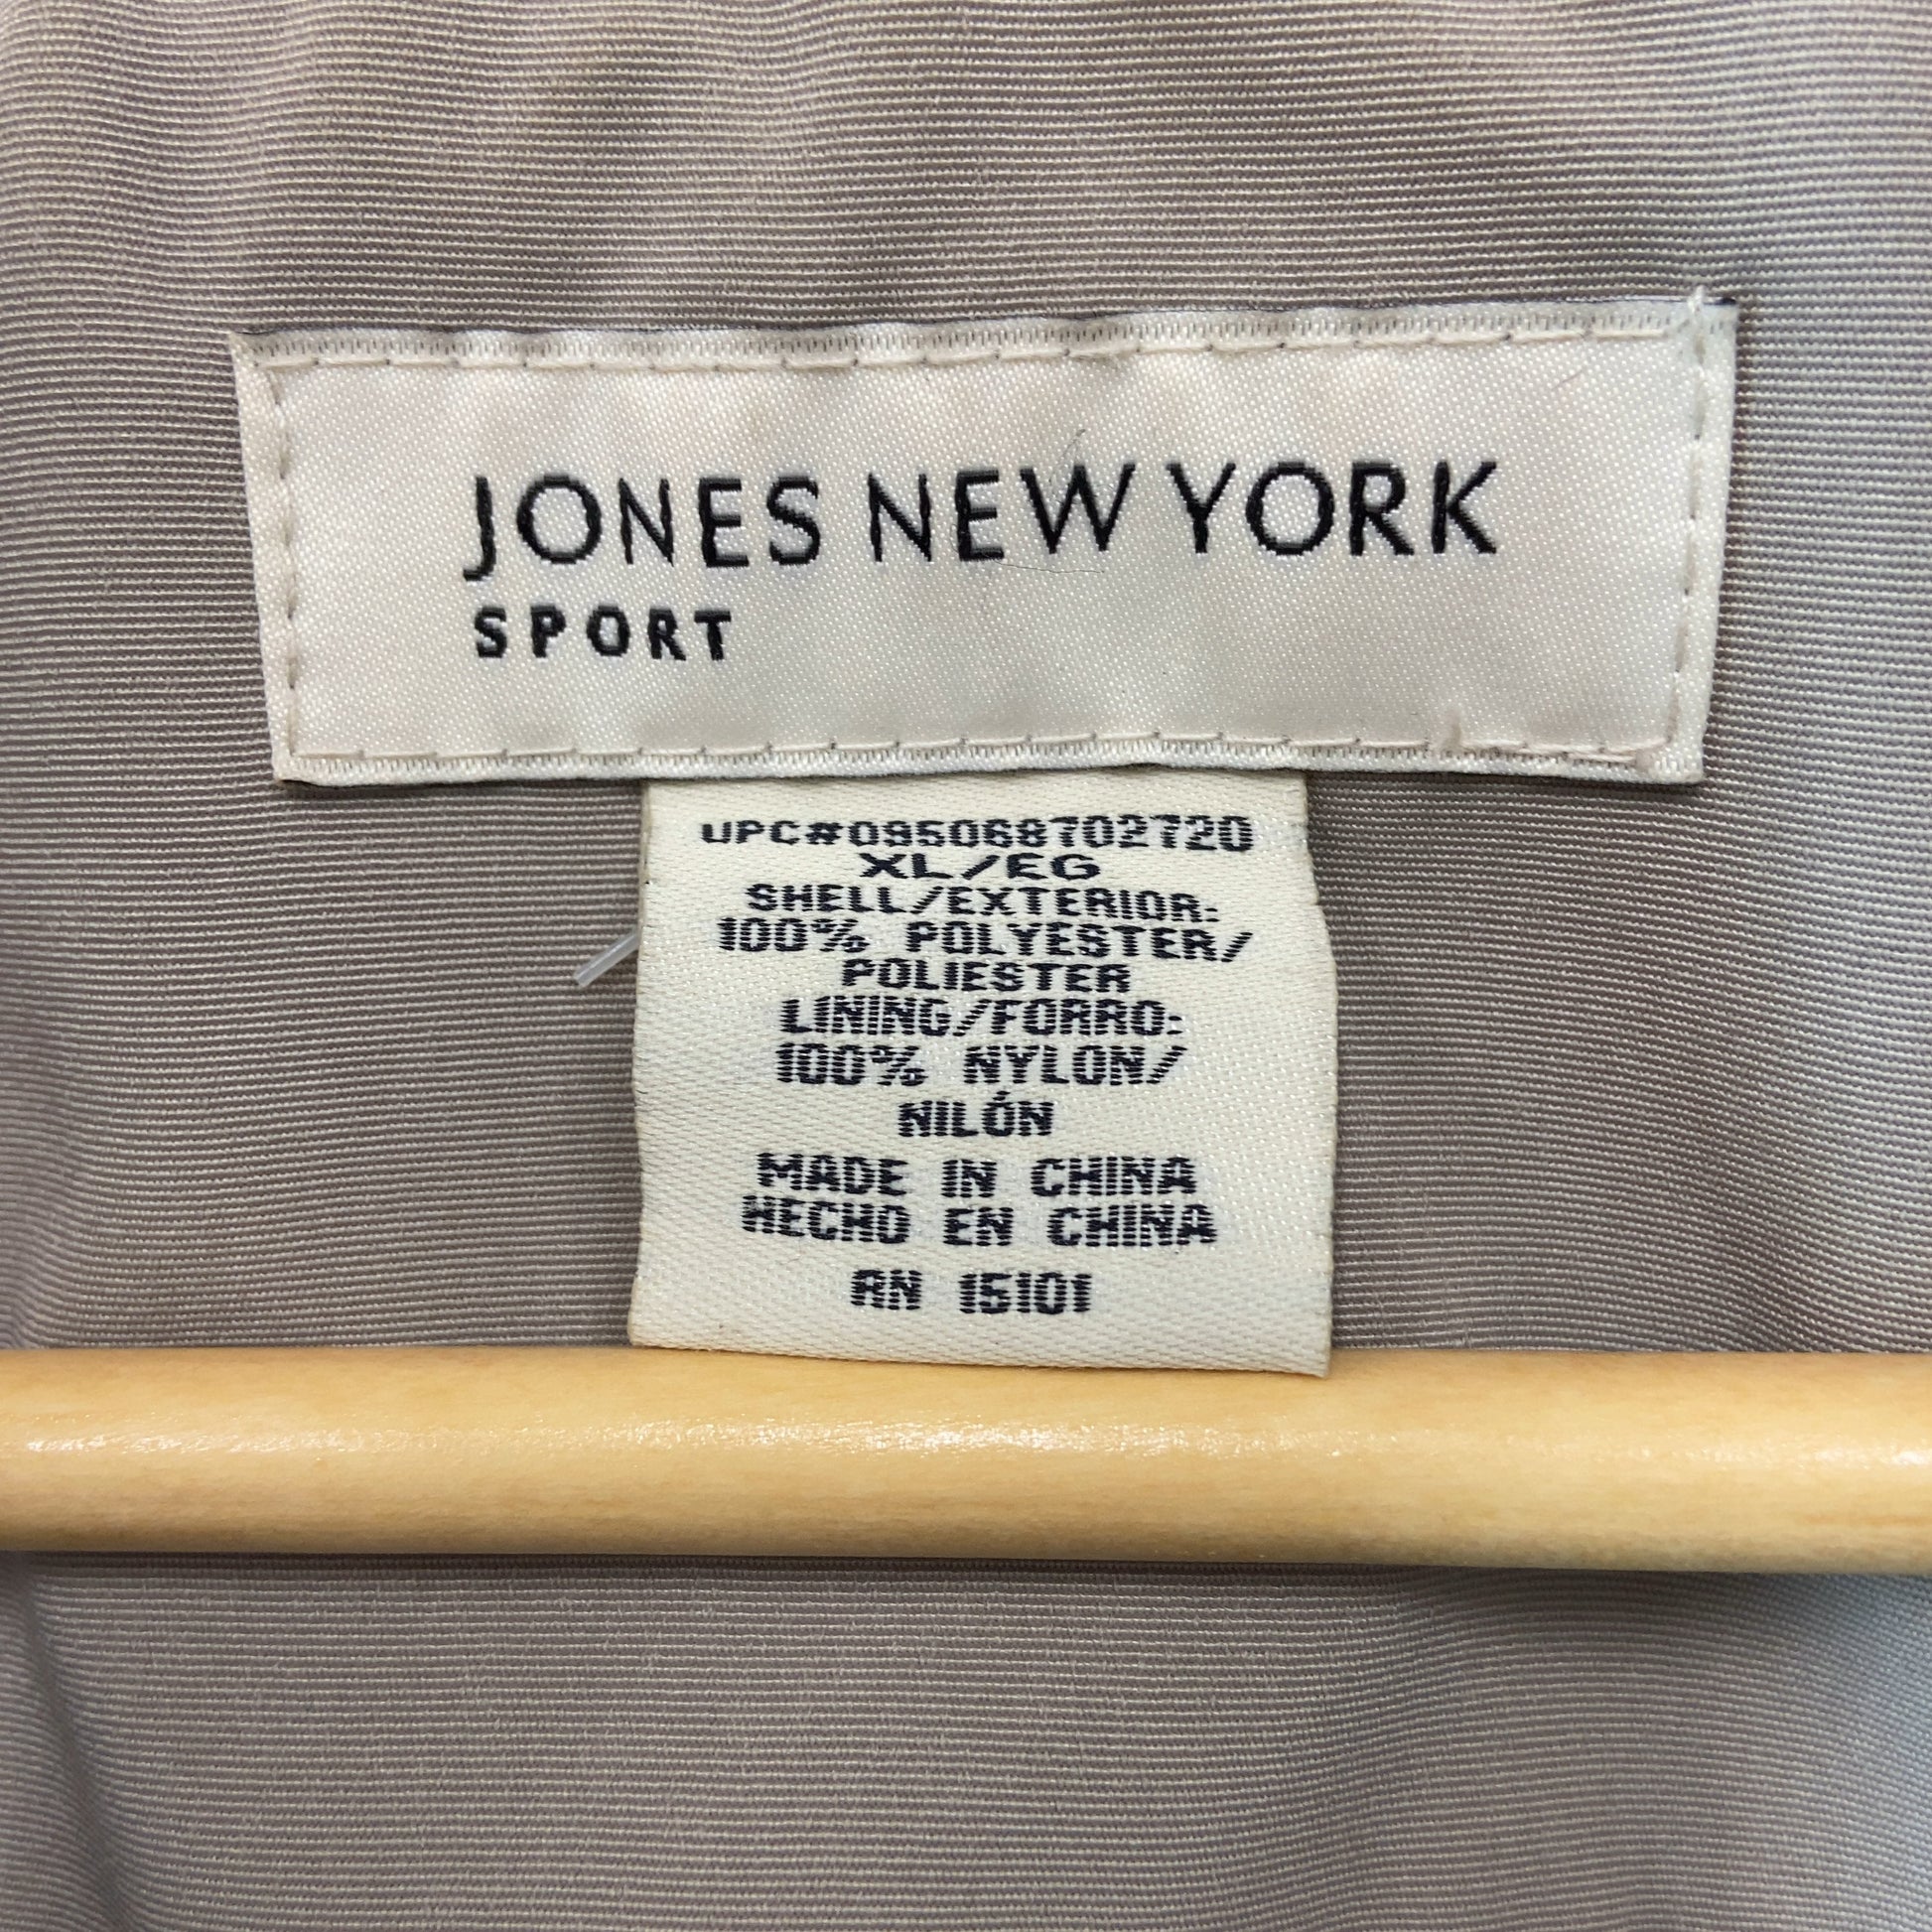 JONES NEW YORK
SPORT
UPC#095068702720
XL/EG
SHELL/EXTERIOR:
100% POLYESTER/
POLIESTER
LINING/FORRO:
100% NYLON/
NILÓN
MADE IN CHINA
HECHO EN CHINA
RN 15101